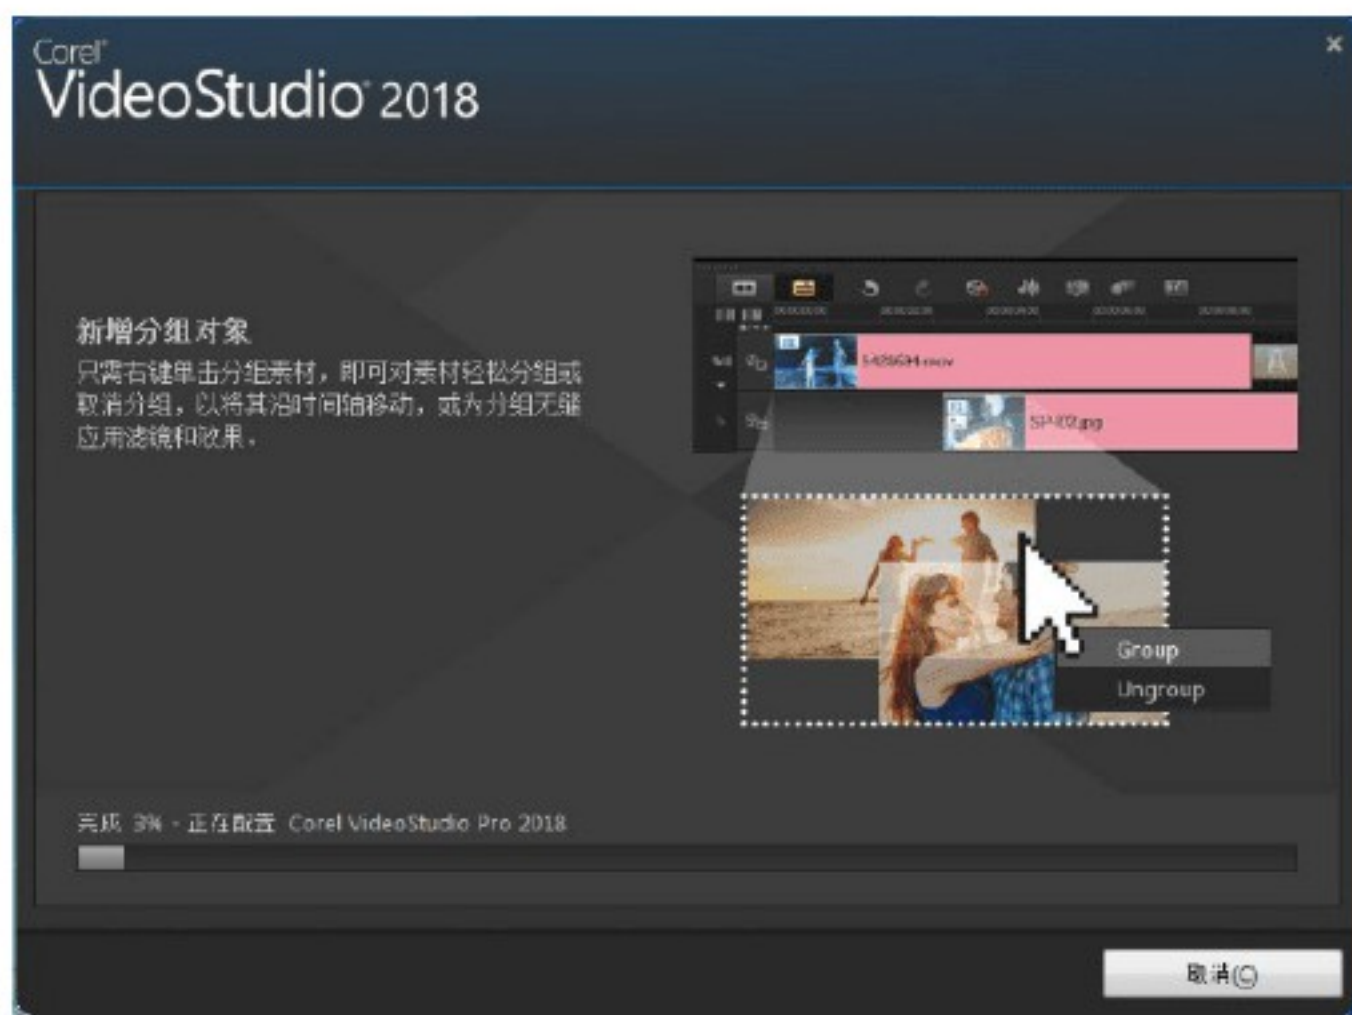 Corel®
VideoStudio® 2018
新增分组对象
只需右键单击分组素材，即可对素材轻松分组或
取消分组，以将其沿时间轴移动，或为分组无缝
应用滤镜和效果。
SP-I02.jpg
Group
Ungroup
完成 3% - 正在配置 Corel VideoStudio Pro 2018
取消(C)